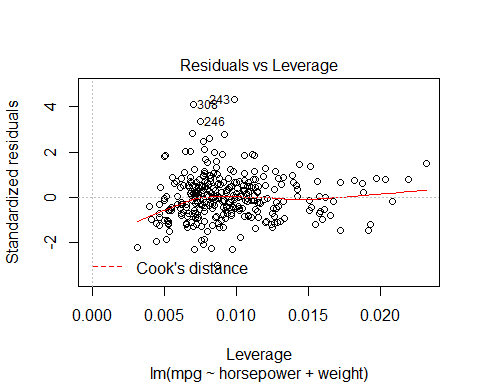 Residuals vs Leverage
Standardized residuals
4
2
0
-2
243
308
246
Cook's distance
0.000 0.005 0.010 0.015 0.020
Leverage
lm(mpg ~ horsepower + weight)